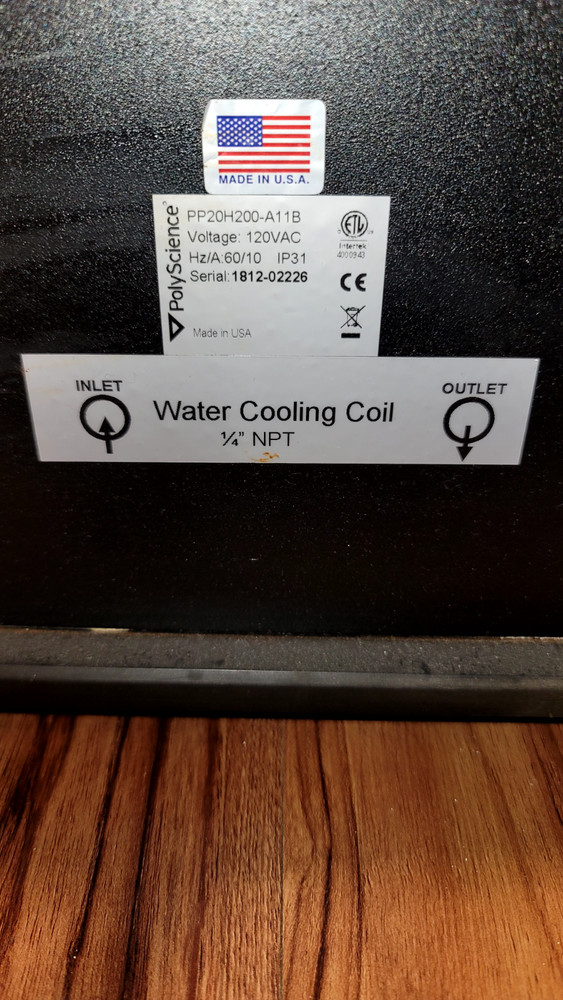 MADE IN U.S.A.
PolyScience
PP20H200-A11B
Voltage: 120VAC
Hz/A:60/10 IP31
Serial:1812-02226
Made in USA
ETL
Intertek
CE
INLET
OUTLET
Water Cooling Coil
¼" NPT